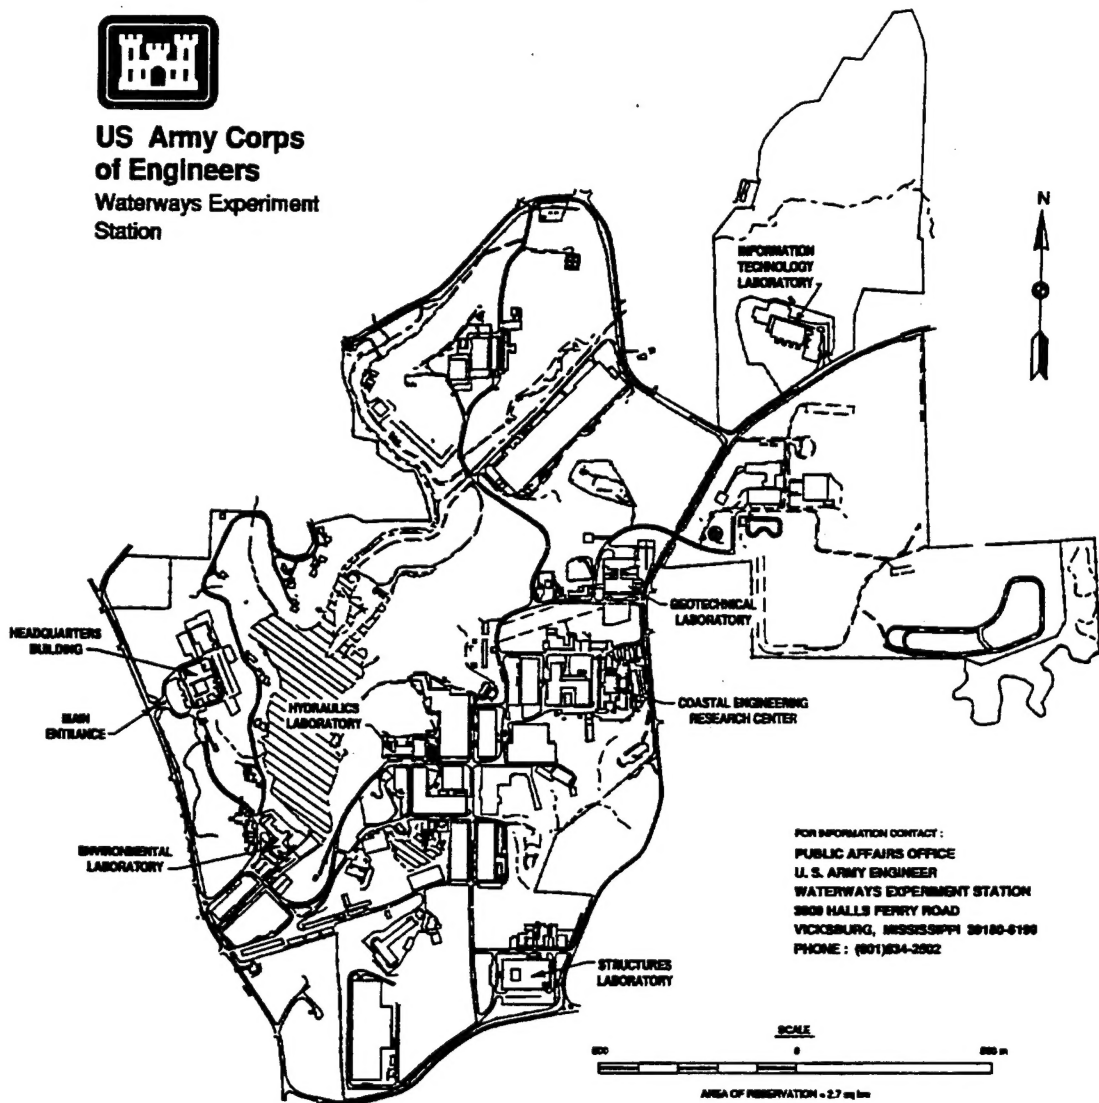 US Army Corps
of Engineers
Waterways Experiment
Station
N
INFORMATION
TECHNOLOGY
LABORATORY
GEOTECHNICAL
LABORATORY
HEADQUARTERS
BUILDING
MAIN
ENTRANCE
HYDRAULICS
LABORATORY
COASTAL ENGINEERING
RESEARCH CENTER
ENVIRONMENTAL
LABORATORY
STRUCTURES
LABORATORY
FOR INFORMATION CONTACT :
PUBLIC AFFAIRS OFFICE
U. S. ARMY ENGINEER
WATERWAYS EXPERIMENT STATION
3909 HALLS FERRY ROAD
VICKSBURG, MISSISSIPPI 39180-6199
PHONE : (601)634-2502
SCALE
500 0 500 m
AREA OF RESERVATION = 2.7 sq km